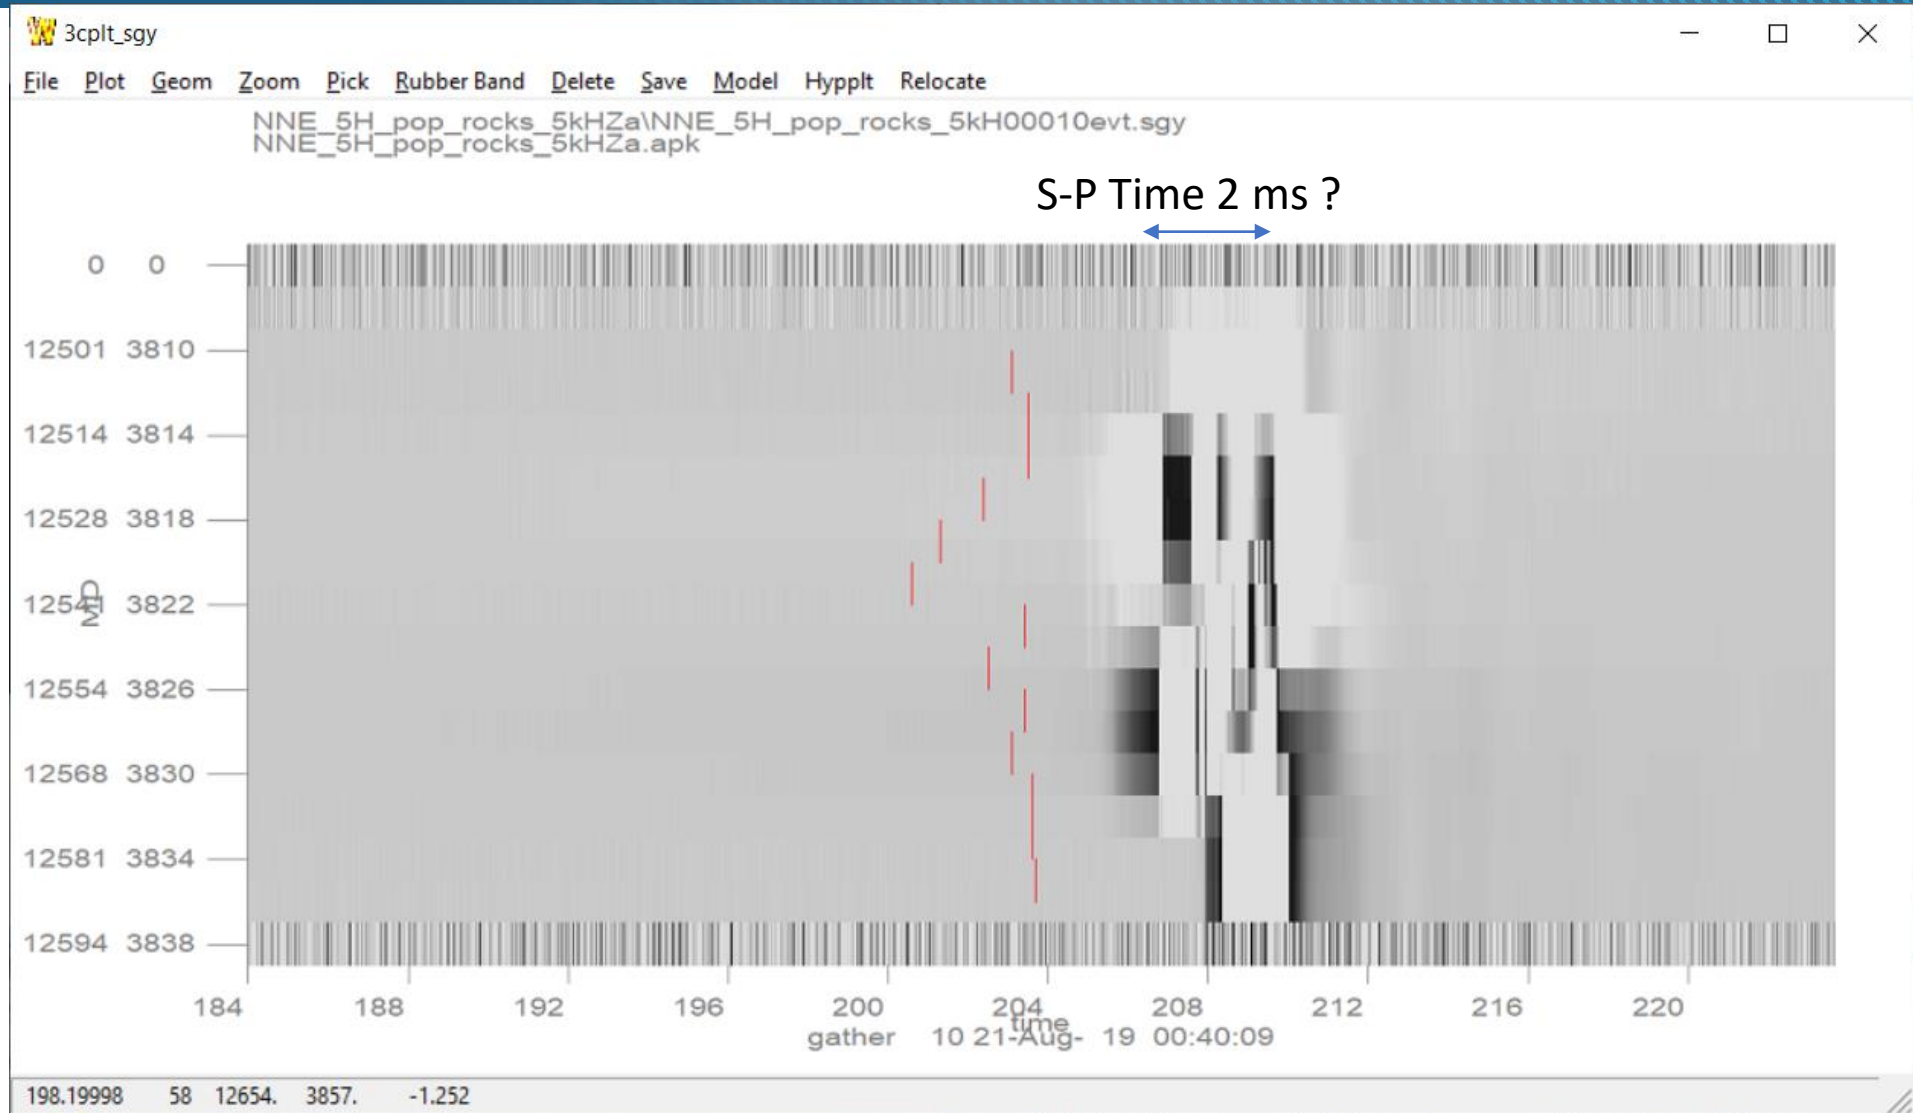 3cplt_sgy
File Plot Geom Zoom Pick Rubber Band Delete Save Model Hypplt Relocate
NNE_5H_pop_rocks_5kHZa\NNE_5H_pop_rocks_5kH00010evt.sgy
NNE_5H_pop_rocks_5kHZa.apk
S-P Time 2 ms ?
0 0
12501 3810
12514 3814
12528 3818
12541 3822
MD
12554 3826
12568 3830
12581 3834
12594 3838
184 188 192 196 200 204 208 212 216 220
time
gather 10 21-Aug- 19 00:40:09
198.19998 58 12654. 3857. -1.252